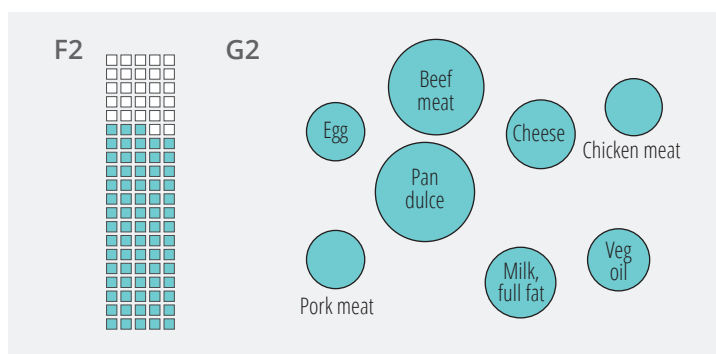 F2
G2
Beef
meat
Egg
Cheese
Chicken meat
Pan
dulce
Pork meat
Milk,
full fat
Veg
oil